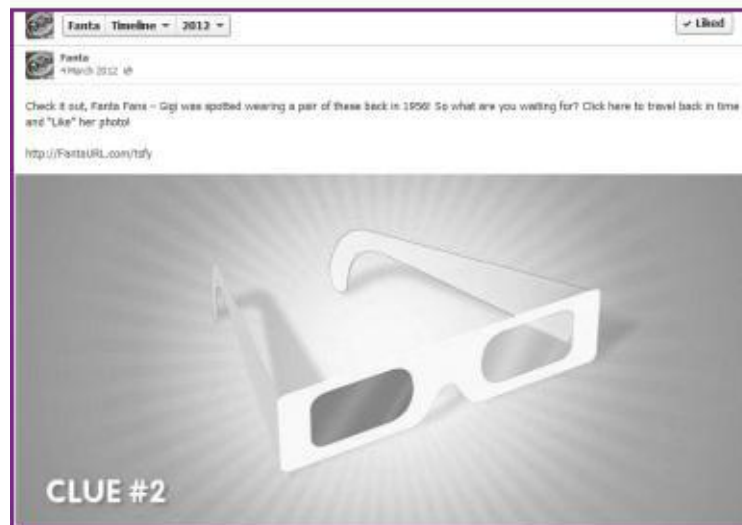 Fanta Timeline 2012
Liked
Fanta
4 March 2012
Check it out, Fanta Fans – Gigi was spotted wearing a pair of these back in 1956! So what are you waiting for? Click here to travel back in time
and "Like" her photo!
http://FantaURL.com/tsfy
CLUE #2